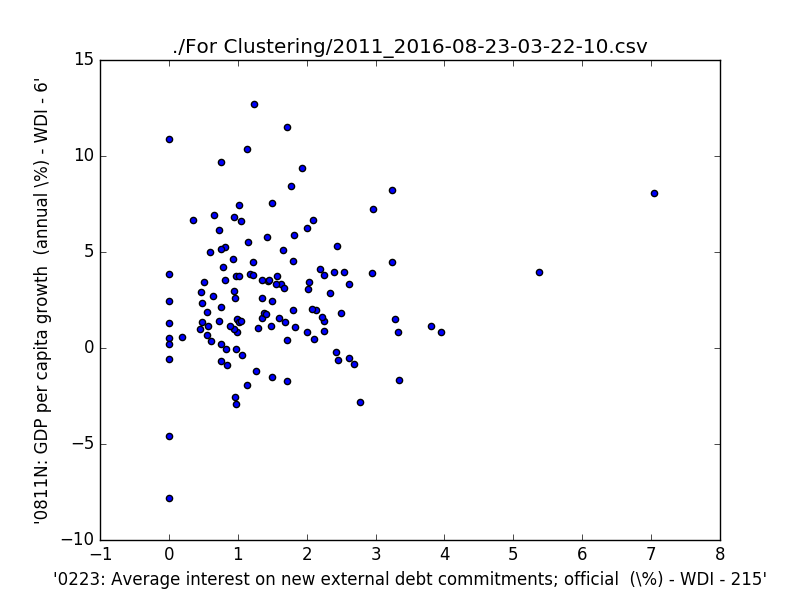 ./For Clustering/2011_2016-08-23-03-22-10.csv
15
10
5
0
−5
−10
'0811N: GDP per capita growth  (annual \%) - WDI - 6'
−1 0 1 2 3 4 5 6 7 8
'0223: Average interest on new external debt commitments; official  (\%) - WDI - 215'